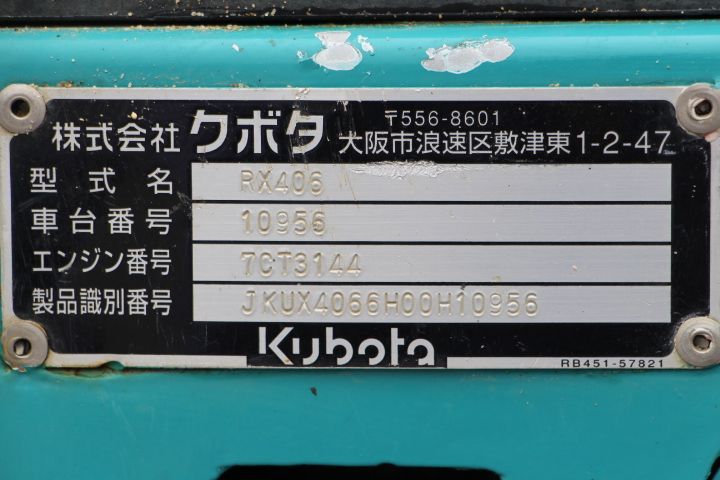 〒556-8601
株式会社 クボタ 大阪市浪速区敷津東1-2-47
型式名 RX406
車台番号 10956
エンジン番号 7CT3144
製品識別番号 JKUX4066H00H10956
Kubota
RB451-57821